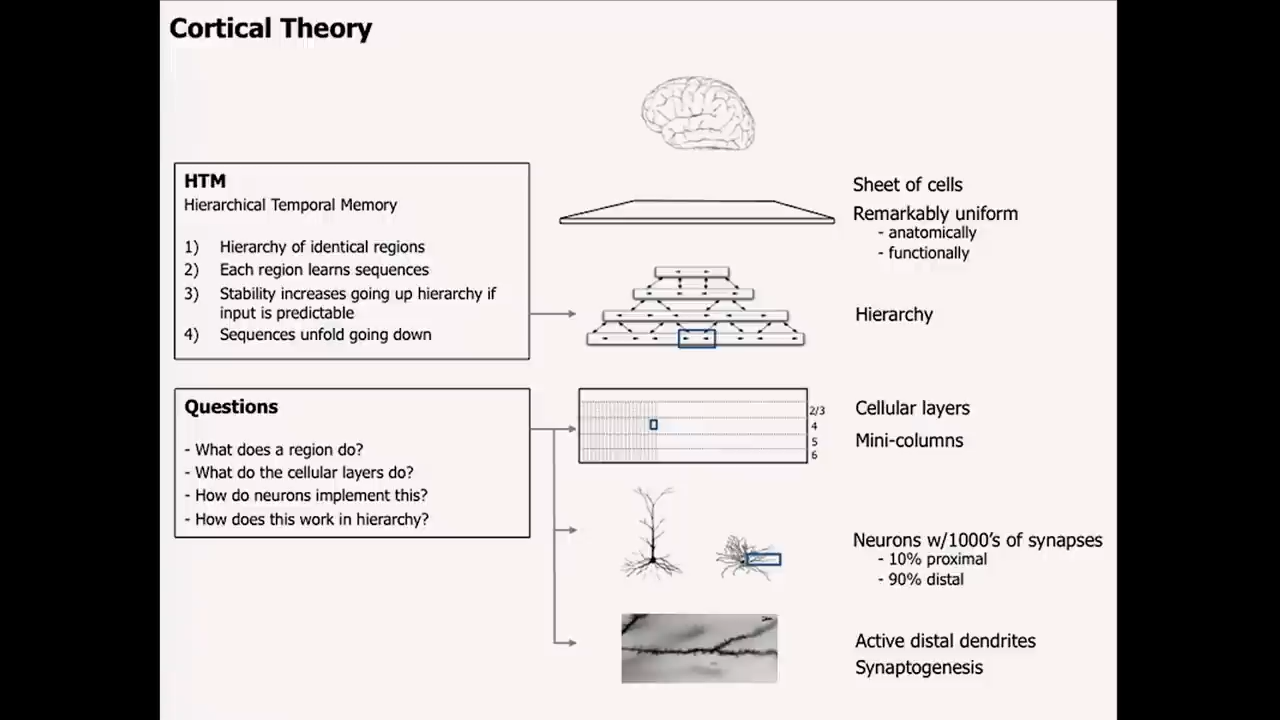 Cortical Theory
HTM
Hierarchical Temporal Memory
1) Hierarchy of identical regions
2) Each region learns sequences
3) Stability increases going up hierarchy if
input is predictable
4) Sequences unfold going down
Questions
- What does a region do?
- What do the cellular layers do?
- How do neurons implement this?
- How does this work in hierarchy?
Sheet of cells
Remarkably uniform
- anatomically
- functionally
Hierarchy
2/3
4
5
6
Cellular layers
Mini-columns
Neurons w/1000's of synapses
- 10% proximal
- 90% distal
Active distal dendrites
Synaptogenesis